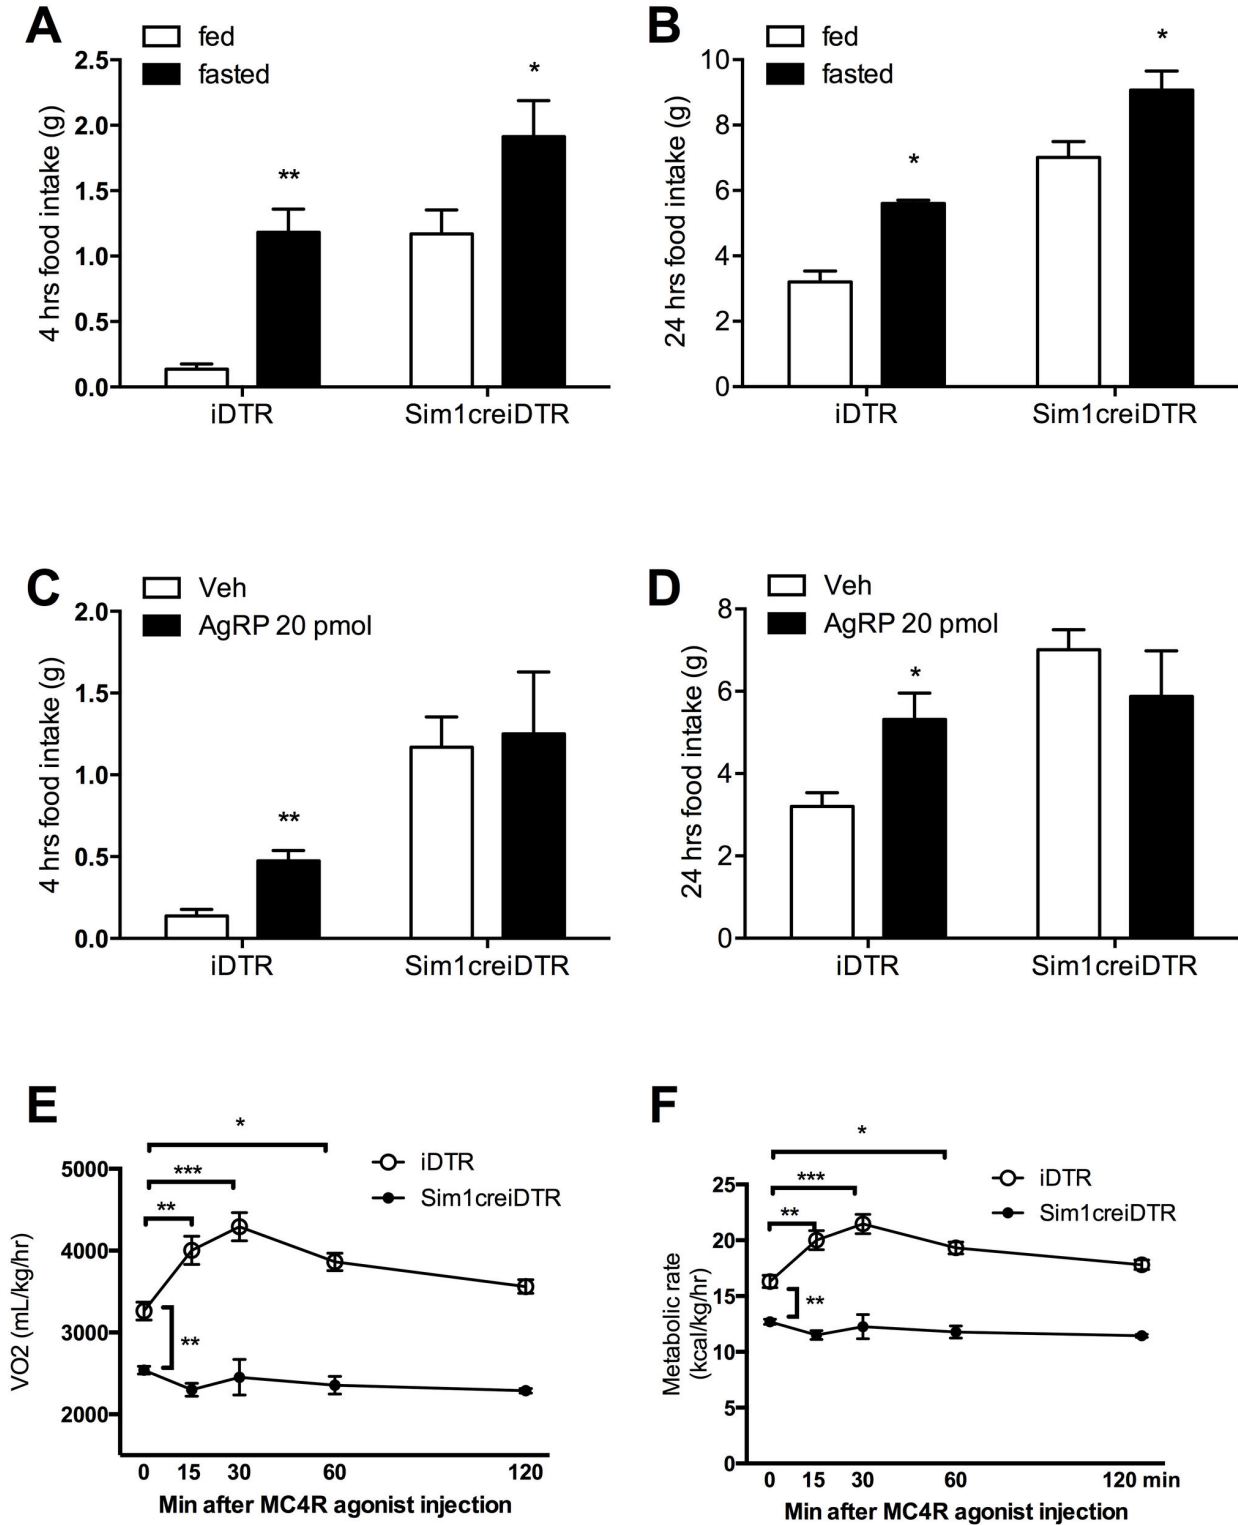 A
fed
fasted
4 hrs food intake (g)
2.5
2.0
1.5
1.0
0.5
0.0
**
*
iDTR
Sim1creiDTR
B
fed
fasted
24 hrs food intake (g)
10
8
6
4
2
0
*
*
iDTR
Sim1creiDTR
C
Veh
AgRP 20 pmol
4 hrs food intake (g)
2.0
1.5
1.0
0.5
0.0
**
iDTR
Sim1creiDTR
D
Veh
AgRP 20 pmol
24 hrs food intake (g)
8
6
4
2
0
*
iDTR
Sim1creiDTR
E
*
***
**
**
iDTR
Sim1creiDTR
VO2 (mL/kg/hr)
5000
4000
3000
2000
0 15 30 60 120
Min after MC4R agonist injection
F
*
***
**
**
iDTR
Sim1creiDTR
Metabolic rate
(kcal/kg/hr)
25
20
15
10
5
0
0 15 30 60 120 min
Min after MC4R agonist injection